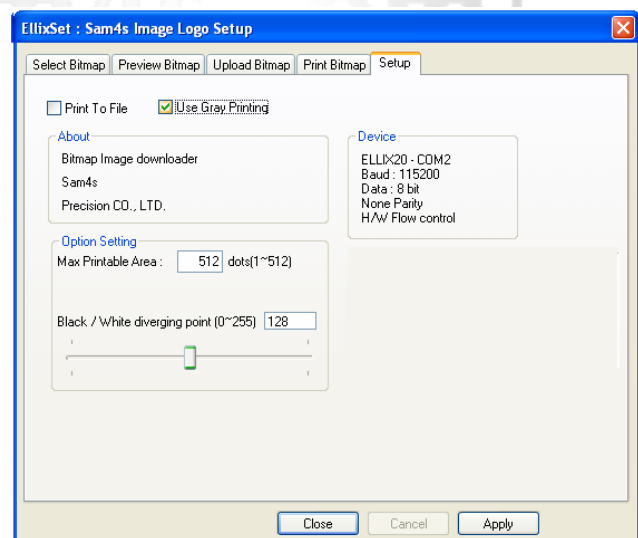 EllixSet : Sam4s Image Logo Setup
Select Bitmap Preview Bitmap Upload Bitmap Print Bitmap Setup
Print To File Use Gray Printing
About
Bitmap Image downloader
Sam4s
Precision CO., LTD.
Device
ELLIX20 - COM2
Baud : 115200
Data : 8 bit
None Parity
H/W Flow control
Option Setting
Max Printable Area : 512 dots(1~512)
Black / White diverging point (0~255) 128
Close Cancel Apply